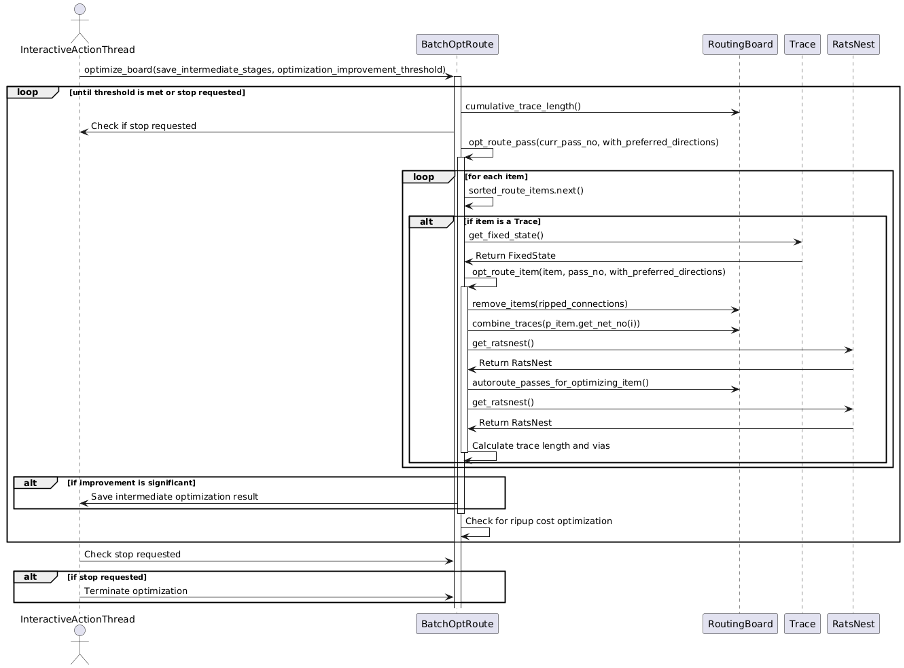 InteractiveActionThread
BatchOptRoute
RoutingBoard
Trace
RatsNest
optimize_board(save_intermediate_stages, optimization_improvement_threshold)
loop [until threshold is met or stop requested]
cumulative_trace_length()
Check if stop requested
opt_route_pass(curr_pass_no, with_preferred_directions)
loop [for each item]
sorted_route_items.next()
alt [if item is a Trace]
get_fixed_state()
Return FixedState
opt_route_item(item, pass_no, with_preferred_directions)
remove_items(ripped_connections)
combine_traces(p_item.get_net_no(i))
get_ratsnest()
Return RatsNest
autoroute_passes_for_optimizing_item()
get_ratsnest()
Return RatsNest
Calculate trace length and vias
alt [if improvement is significant]
Save intermediate optimization result
Check for ripup cost optimization
Check stop requested
alt [if stop requested]
Terminate optimization
InteractiveActionThread
BatchOptRoute
RoutingBoard
Trace
RatsNest